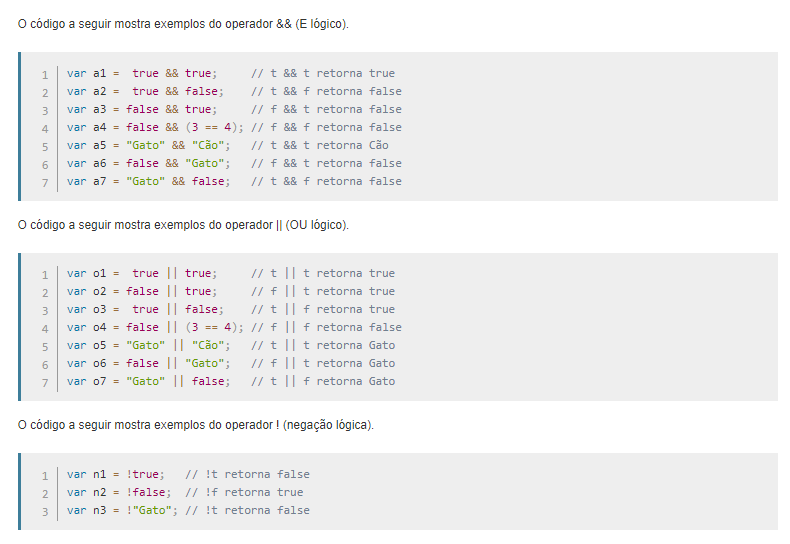 O código a seguir mostra exemplos do operador && (E lógico).
1 var a1 =  true && true;     // t && t retorna true
2 var a2 =  true && false;    // t && f retorna false
3 var a3 = false && true;     // f && t retorna false
4 var a4 = false && (3 == 4); // f && f retorna false
5 var a5 = "Gato" && "Cão";   // t && t retorna Cão
6 var a6 = false && "Gato";   // f && t retorna false
7 var a7 = "Gato" && false;   // t && f retorna false
O código a seguir mostra exemplos do operador || (OU lógico).
1 var o1 =  true || true;     // t || t retorna true
2 var o2 = false || true;     // f || t retorna true
3 var o3 =  true || false;    // t || f retorna true
4 var o4 = false || (3 == 4); // f || f retorna false
5 var o5 = "Gato" || "Cão";   // t || t retorna Gato
6 var o6 = false || "Gato";   // f || t retorna Gato
7 var o7 = "Gato" || false;   // t || f retorna Gato
O código a seguir mostra exemplos do operador ! (negação lógica).
1 var n1 = !true;   // !t retorna false
2 var n2 = !false;  // !f retorna true
3 var n3 = !"Gato"; // !t retorna false